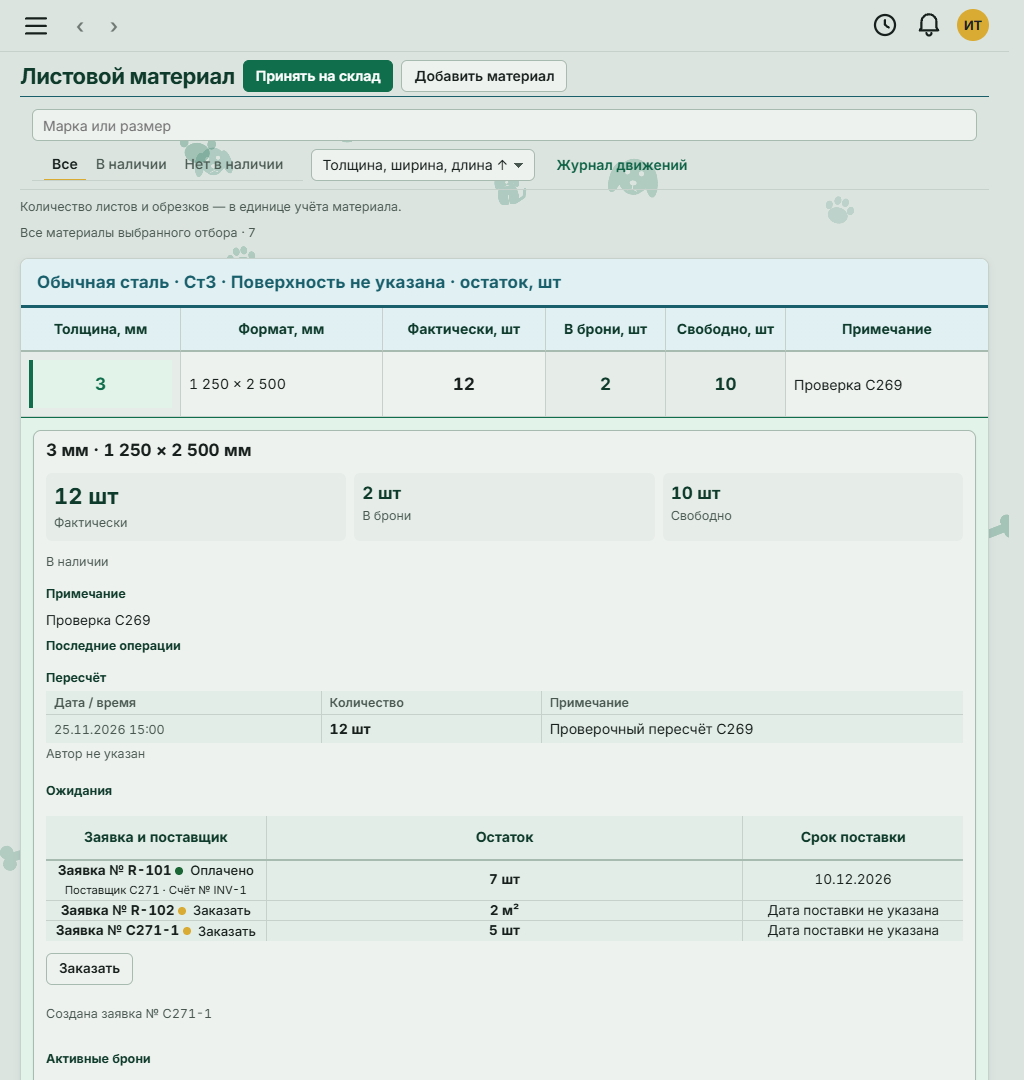 ‹ ›
ИТ
Листовой материал Принять на склад Добавить материал
Марка или размер
Все В наличии Нет в наличии Толщина, ширина, длина ↑ Журнал движений
Количество листов и обрезков — в единице учёта материала.
Все материалы выбранного отбора · 7
Обычная сталь · Ст3 · Поверхность не указана · остаток, шт
Толщина, мм Формат, мм Фактически, шт В брони, шт Свободно, шт Примечание
3 1 250 × 2 500 12 2 10 Проверка С269
3 мм · 1 250 × 2 500 мм
12 шт 2 шт 10 шт
Фактически В брони Свободно
В наличии
Примечание
Проверка С269
Последние операции
Пересчёт
Дата / время Количество Примечание
25.11.2026 15:00 12 шт Проверочный пересчёт С269
Автор не указан
Ожидания
Заявка и поставщик Остаток Срок поставки
Заявка № R-101 ● Оплачено 7 шт 10.12.2026
Поставщик С271 · Счёт № INV-1
Заявка № R-102 ● Заказать 2 м² Дата поставки не указана
Заявка № С271-1 ● Заказать 5 шт Дата поставки не указана
Заказать
Создана заявка № С271-1
Активные брони